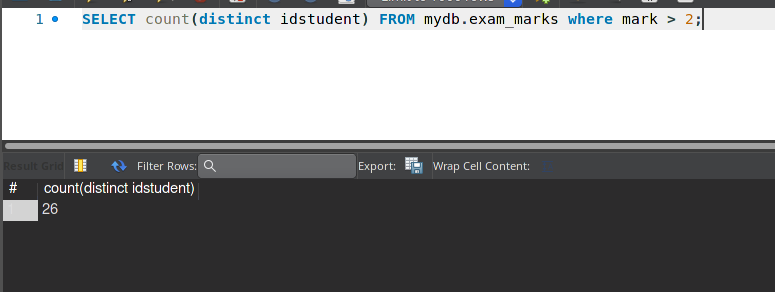 1 SELECT count(distinct idstudent) FROM mydb.exam_marks where mark > 2;
Result Grid Filter Rows: Export: Wrap Cell Content:
# count(distinct idstudent)
26